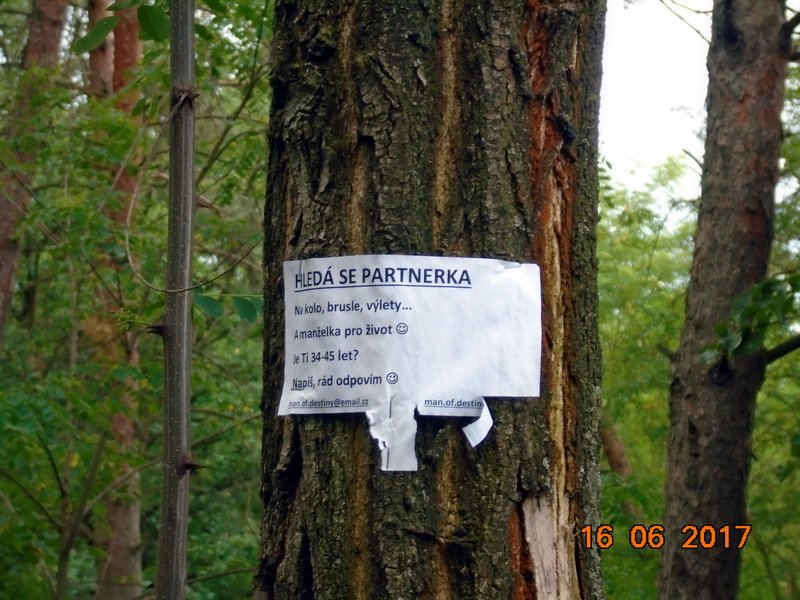 HLEDÁ SE PARTNERKA
Na kolo, brusle, výlety...
A manželka pro život ☺
Je Ti 34-45 let?
Napiš, rád odpovím ☺
man.of.destiny@email.cz man.of.destin
16 06 2017